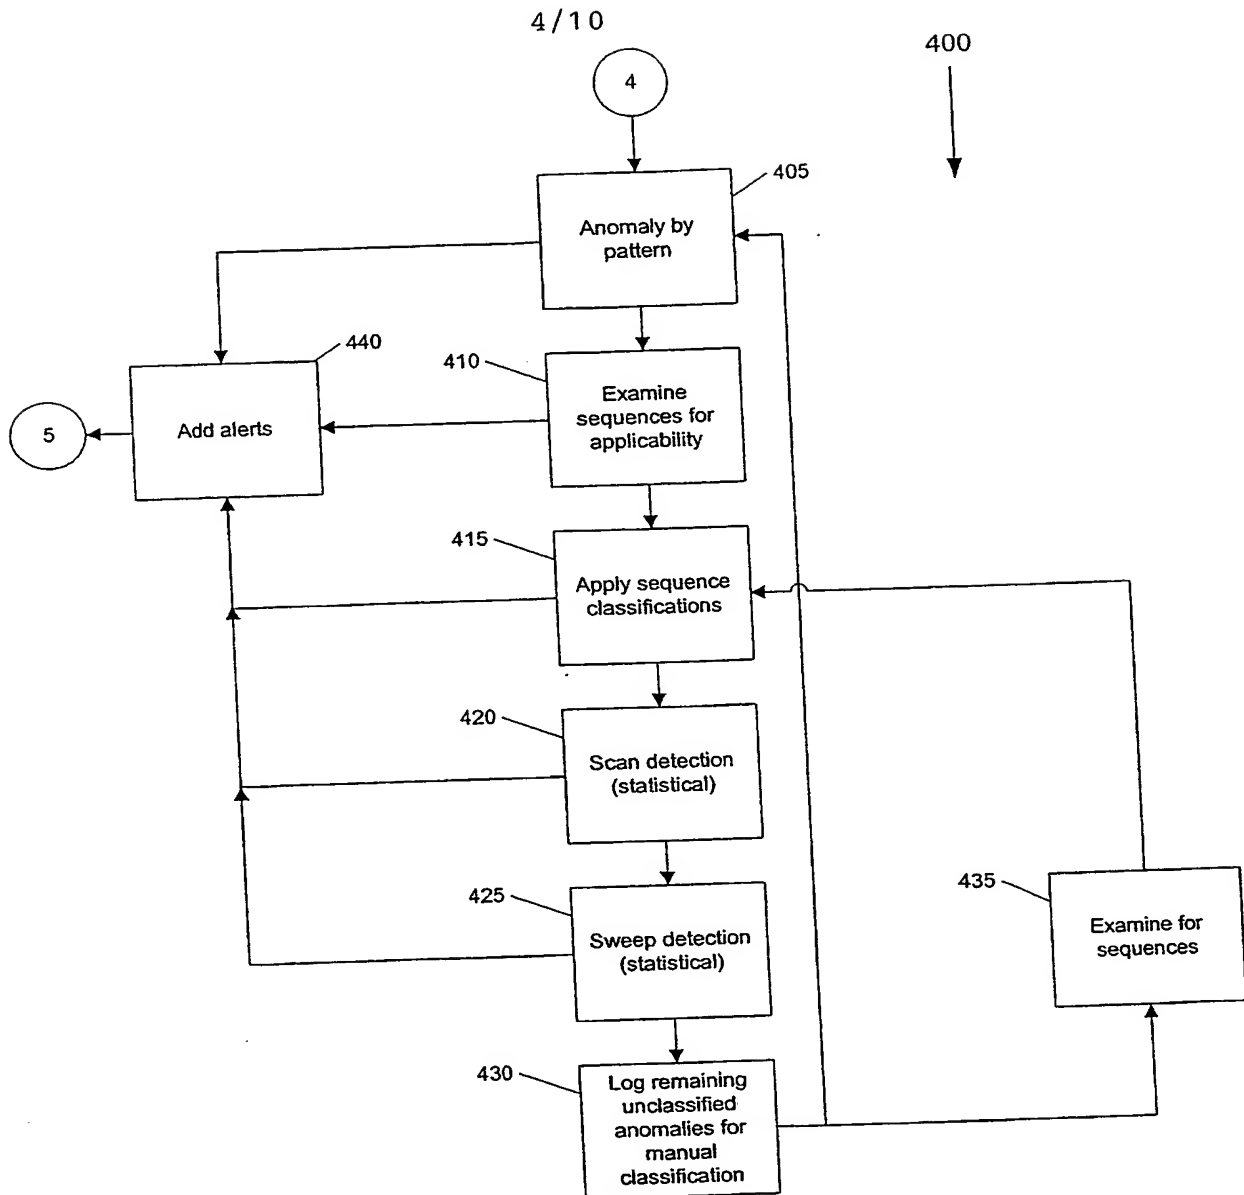 4/10
400
4
405
Anomaly by
pattern
440
Add alerts
5
410
Examine
sequences for
applicability
415
Apply sequence
classifications
420
Scan detection
(statistical)
425
Sweep detection
(statistical)
435
Examine for
sequences
430
Log remaining
unclassified
anomalies for
manual
classification